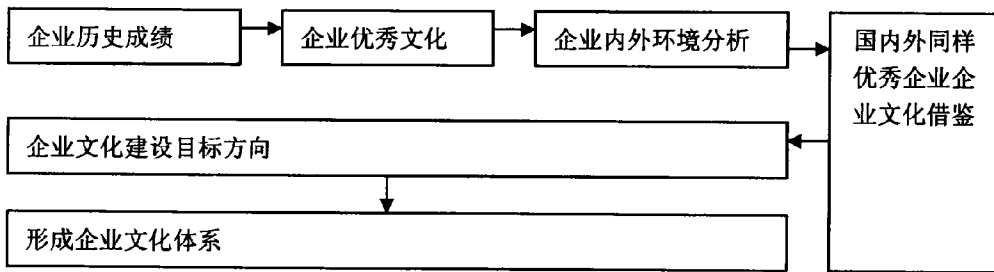 企业历史成绩
企业优秀文化
企业内外环境分析
国内外同样
优秀企业企
业文化借鉴
企业文化建设目标方向
形成企业文化体系